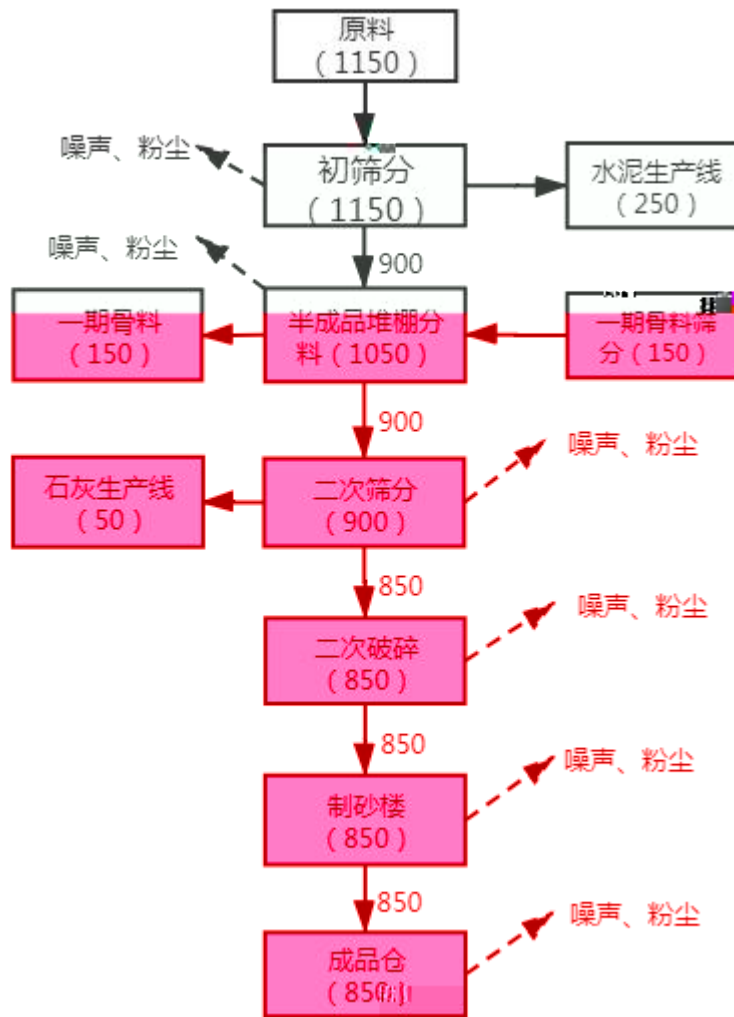 原料
（1150）
噪声、粉尘
初筛分
（1150）
水泥生产线
（250）
噪声、粉尘
900
一期骨料
（150）
半成品堆棚分
料（1050）
一期骨料筛
分（150）
900
噪声、粉尘
石灰生产线
（50）
二次筛分
（900）
850
噪声、粉尘
二次破碎
（850）
850
噪声、粉尘
制砂楼
（850）
850
噪声、粉尘
成品仓
（850）